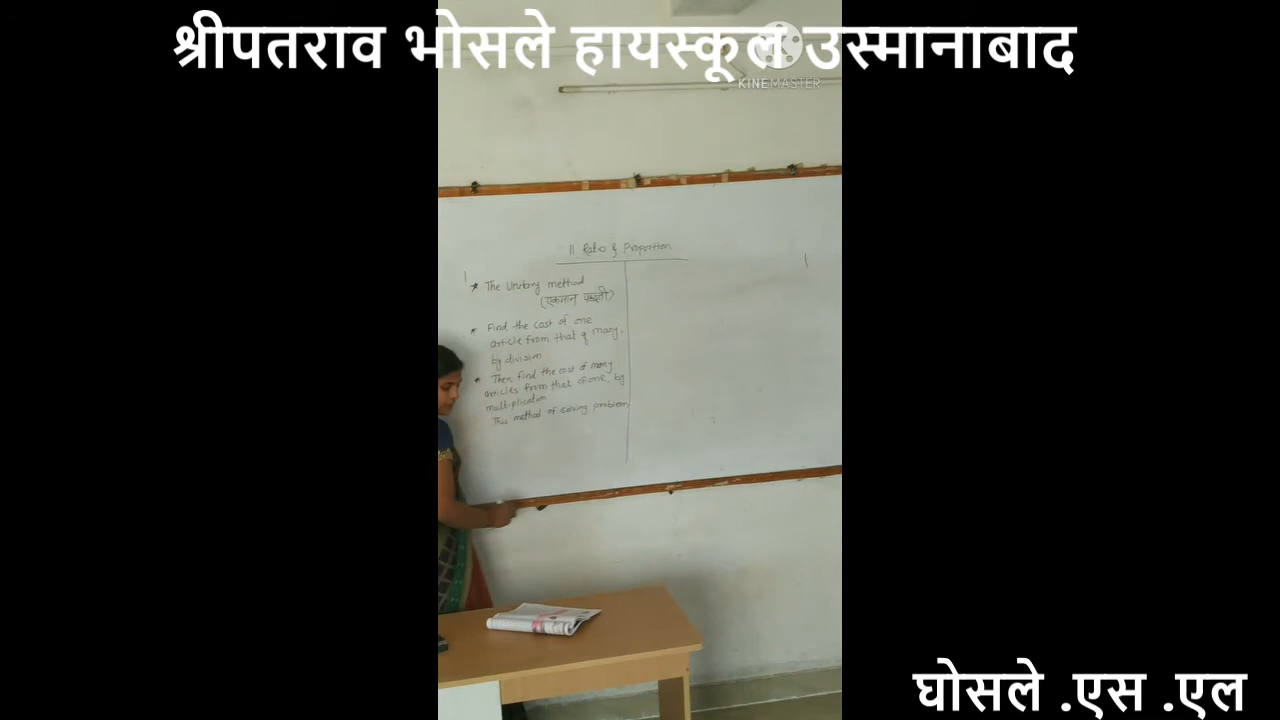 श्रीपतराव भोसले हायस्कूल उस्मानाबाद
KINEMASTER
11 Ratio & Proportion
* The Unitary method
(एकमान पद्धती)
* Find the cost of one
article from that of many,
by division
* Then find the cost of many
articles from that of one, by
multiplication
This method of solving problem
घोसले .एस .एल